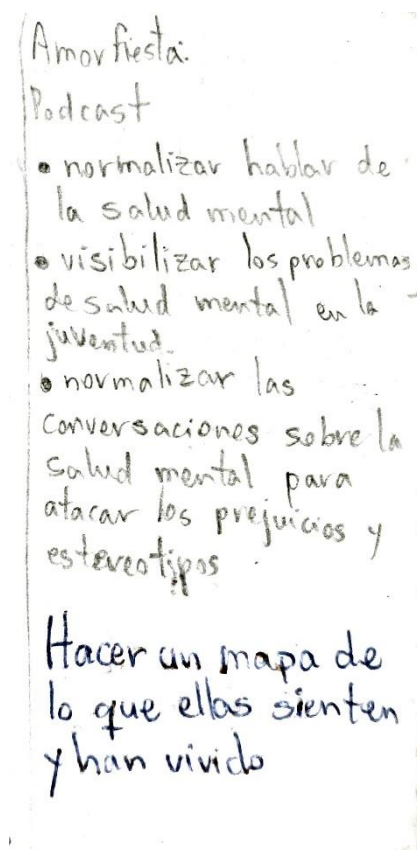 Amorfiesta.
Podcast
• normalizar hablar de
la salud mental
• visibilizar los problemas
de salud mental en la
juventud.
• normalizar las
conversaciones sobre la
salud mental para
atacar los prejuicios y
estereotipos
Hacer un mapa de
lo que ellas sienten
y han vivido